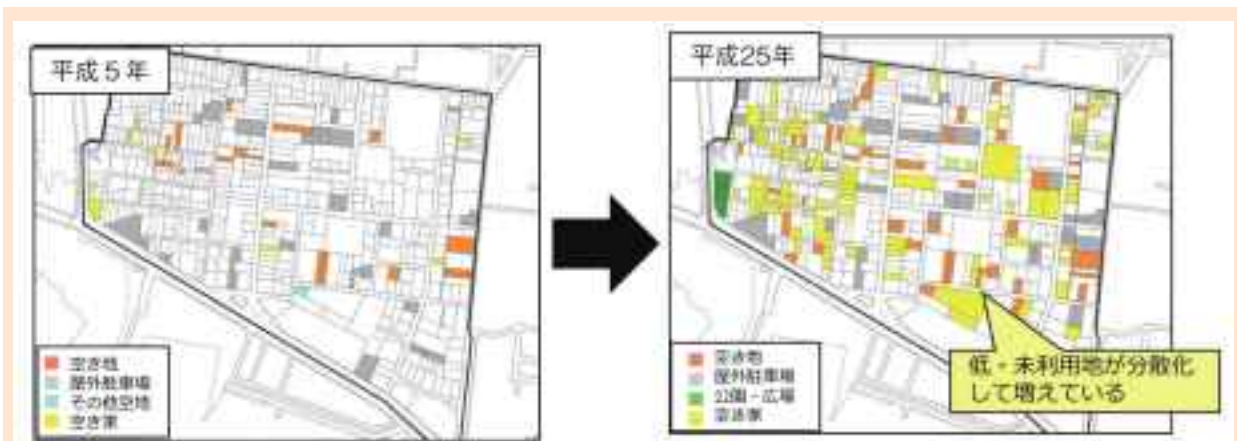 平成5年
空き地
屋外駐車場
その他空地
空き家
平成25年
空き地
屋外駐車場
公園・広場
空き家
低・未利用地が分散化
して増えている